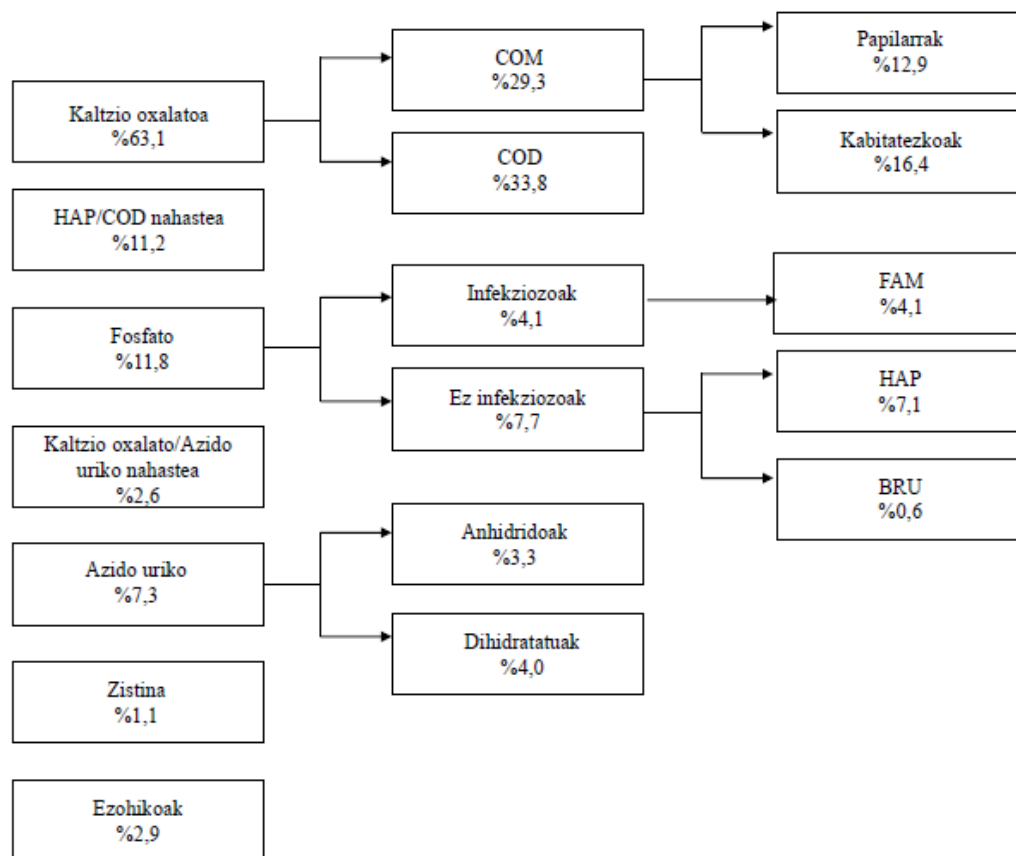 Kaltzio oxalatoa
%63,1
HAP/COD nahastea
%11,2
Fosfato
%11,8
Kaltzio oxalato/Azido
uriko nahastea
%2,6
Azido uriko
%7,3
Zistina
%1,1
Ezohikoak
%2,9
COM
%29,3
COD
%33,8
Infekziozoak
%4,1
Ez infekziozoak
%7,7
Anhidridoak
%3,3
Dihidratatuak
%4,0
Papilarrak
%12,9
Kabitatezkoak
%16,4
FAM
%4,1
HAP
%7,1
BRU
%0,6